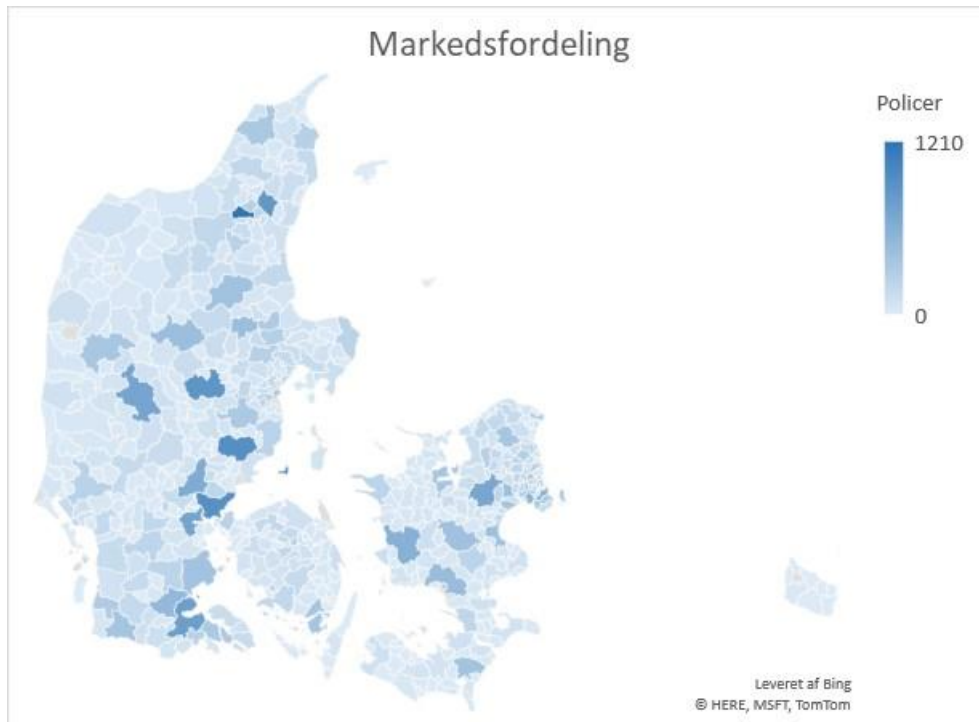 Markedsfordeling
Policer
1210
0
Leveret af Bing
© HERE, MSFT, TomTom